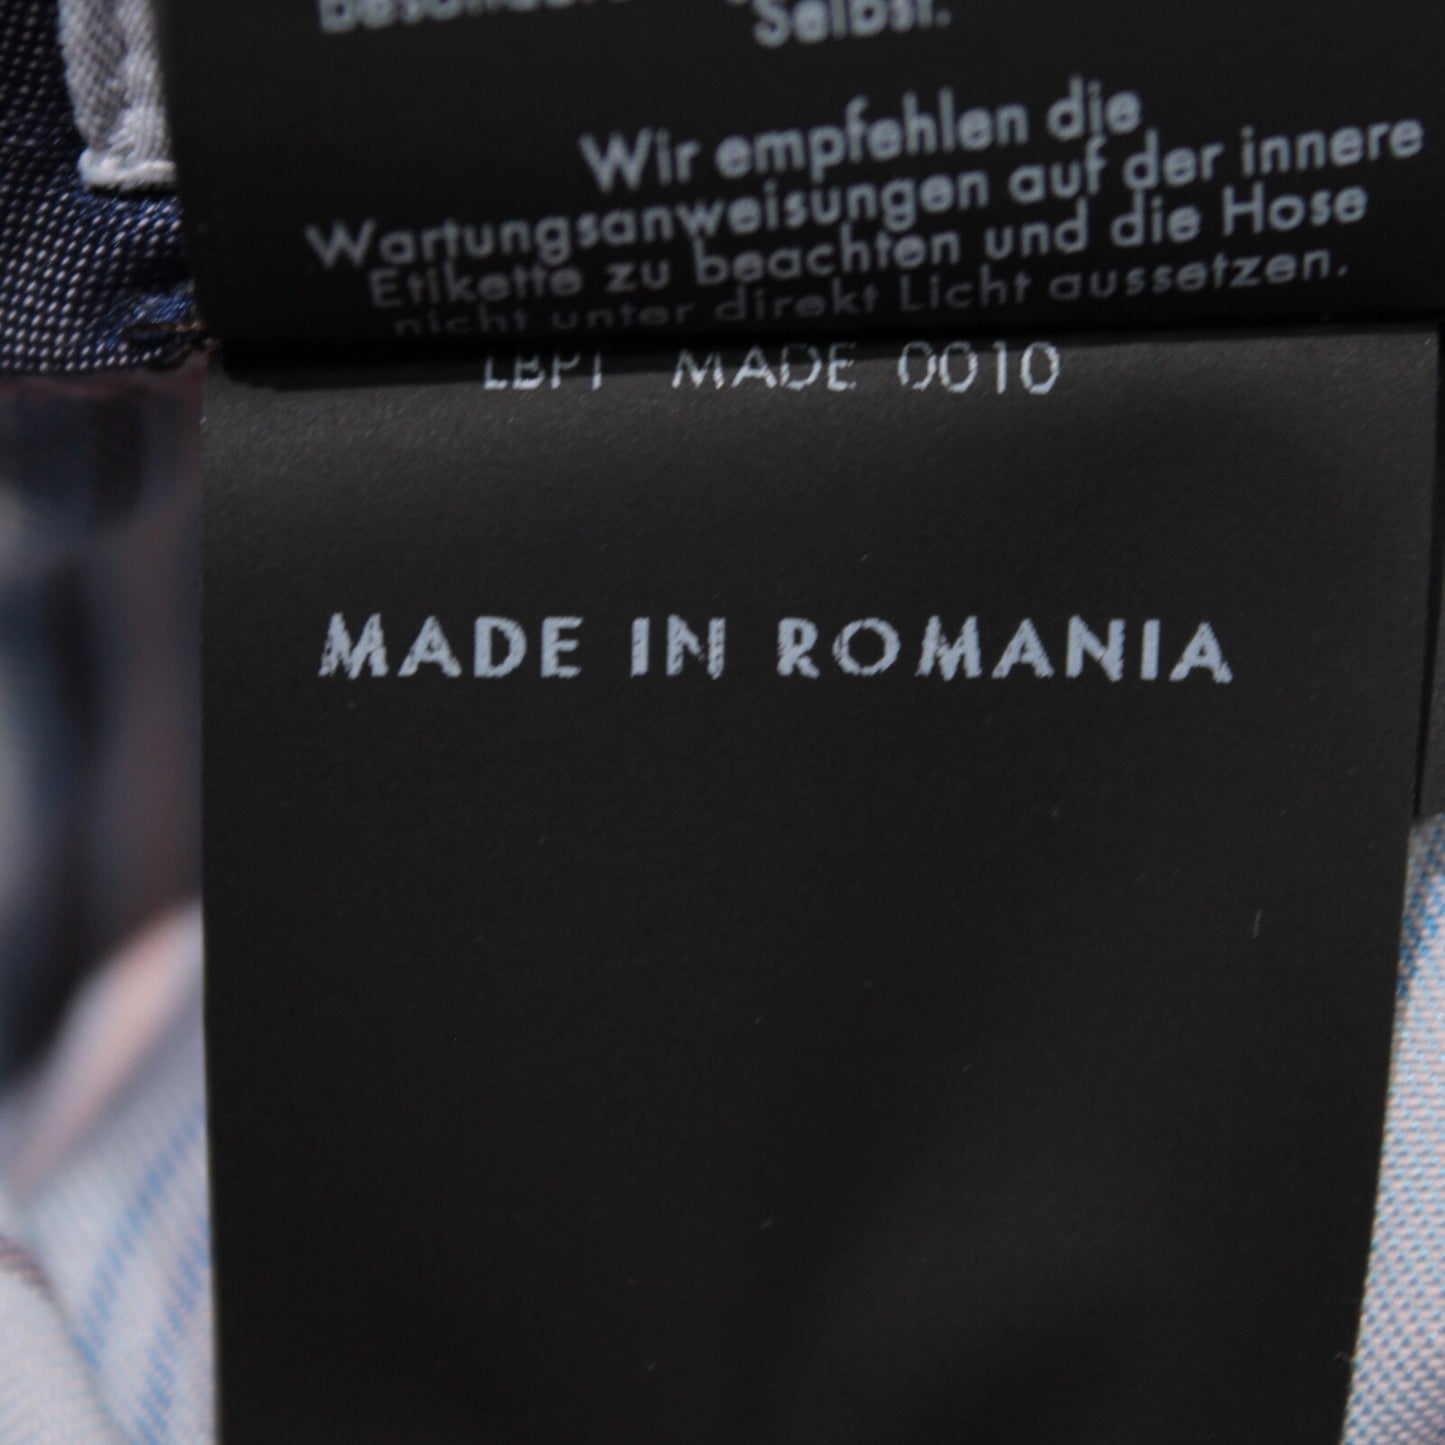 Selbst.
Wir empfehlen die
Wartungsanweisungen auf der innere
Etikette zu beachten und die Hose
nicht unter direkt Licht aussetzen.
LBPT MADE 0010
MADE IN ROMANIA